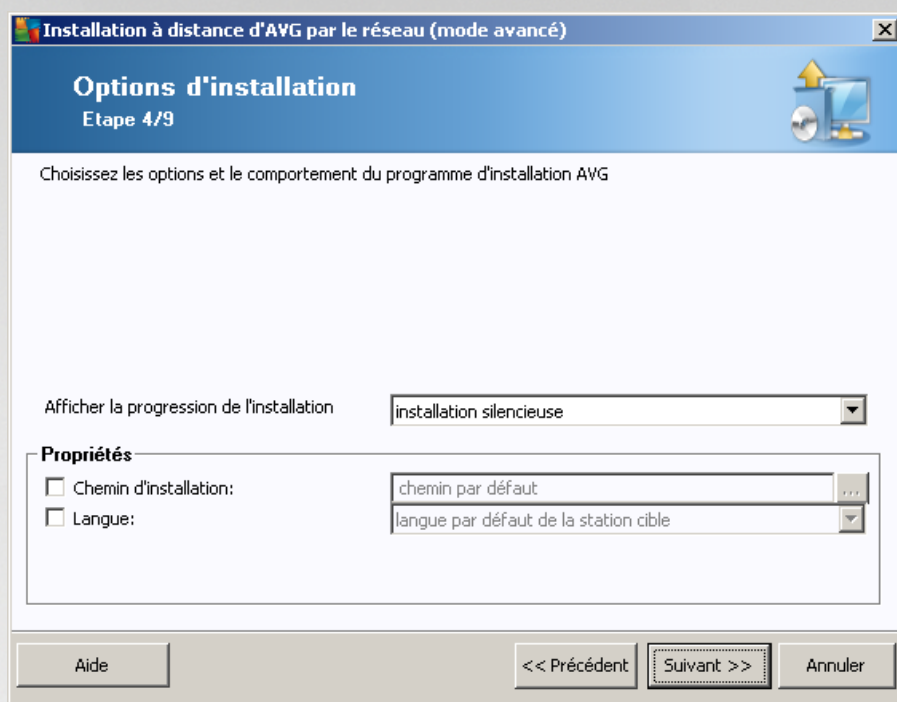 Installation à distance d'AVG par le réseau (mode avancé)
Options d'installation
Etape 4/9
Choisissez les options et le comportement du programme d'installation AVG
Afficher la progression de l'installation
installation silencieuse
Propriétés
Chemin d'installation:
chemin par défaut
...
Langue:
langue par défaut de la station cible
Aide
<< Précédent
Suivant >>
Annuler